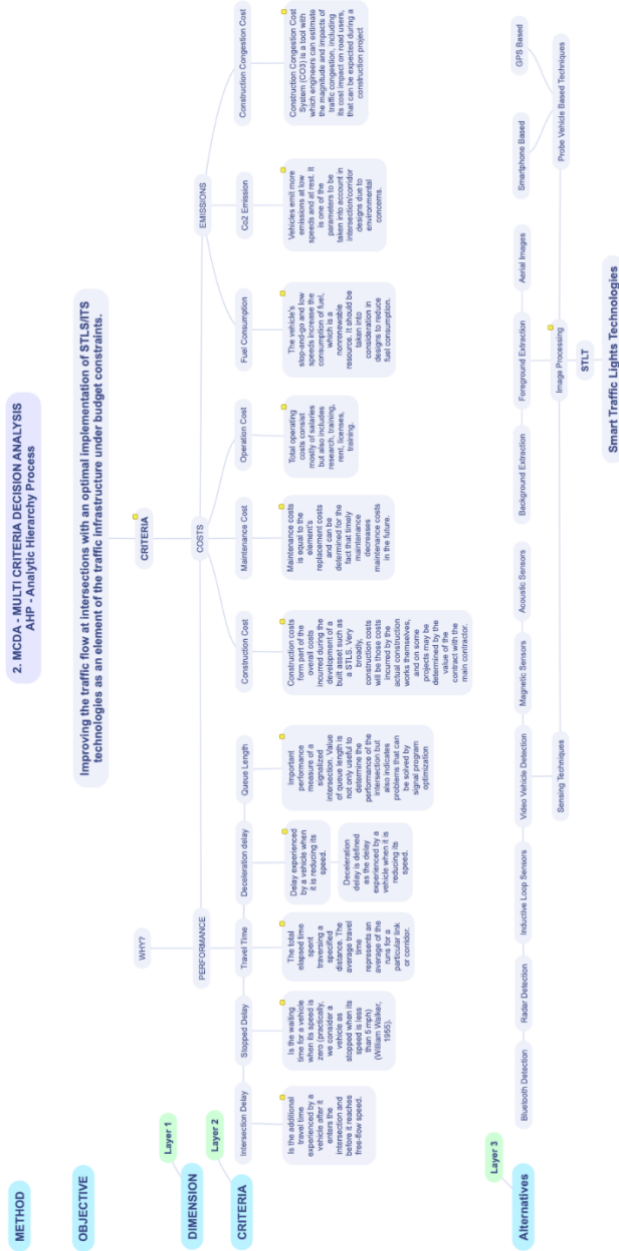 METHOD
2. MCDA - MULTI CRITERIA DECISION ANALYSIS
AHP - Analytic Hierarchy Process
OBJECTIVE
Improving the traffic flow at intersections with an optimal implementation of STLS/ITS
technologies as an element of the traffic infrastructure under budget constraints.
WHY?
CRITERIA
Layer 1
DIMENSION
PERFORMANCE
COSTS
EMISSIONS
Layer 2
CRITERIA
Intersection Delay
Stopped Delay
Travel Time
Deceleration delay
Queue Length
Construction Cost
Maintenance Cost
Operation Cost
Fuel Consumption
Co2 Emission
Construction Congestion Cost
Is the additional
travel time
experienced by a
vehicle after it
enters the
intersection and
before it reaches
free-flow speed.
Is the waiting
time for a vehicle
when its speed is
zero (practically,
we consider a
vehicle as
stopped when its
speed is less
than 5 mph)
(William Walker,
1955).
The total
elapsed time
spent
traversing a
specified
distance. The
average travel
time
represents an
average of the
runs for a
particular link
or corridor.
Delay experienced
by a vehicle when
it is reducing its
speed.
Deceleration
delay is defined
as the delay
experienced by a
vehicle when it is
reducing its
speed.
Important
performance
measure of a
signalized
intersection. Value
of queue length is
not only useful to
determine the
performance of the
intersection but
also indicates
problems that can
be solved by
signal program
optimization
Construction costs
form part of the
overall costs
incurred during the
development of a
built asset such as
a STLS. Very
broadly,
construction costs
will be those costs
incurred by the
actual construction
works themselves,
and on some
projects may be
determined by the
value of the
contract with the
main contractor.
Maintenance costs
is equal to the
element's
replacement costs
and can be
determined for the
fact that timely
maintenance
decreases
maintenance costs
in the future.
Total operating
costs consist
mostly of salaries
but also includes
research, training,
rent, licenses,
training.
The vehicle's
stop-and-go and low
speeds increase the
consumption of fuel,
which is a
nonrenewable
resource. It should be
taken into
consideration in
designs to reduce
fuel consumption.
Vehicles emit more
emissions at low
speeds and at rest. It
is one of the
parameters to be
taken into account in
intersection/corridor
designs due to
environmental
concerns.
Construction Congestion Cost
System (CO3) is a tool with
which engineers can estimate
the magnitude and impacts of
traffic congestion, including
its cost impact on road users,
that can be expected during a
construction project
Layer 3
Alternatives
Bluetooth Detection
Radar Detection
Inductive Loop Sensors
Video Vehicle Detection
Magnetic Sensors
Acoustic Sensors
Background Extraction
Foreground Extraction
Aerial Images
Smartphone Based
GPS Based
Sensing Techniques
Image Processing
Probe Vehicle Based Techniques
STLT
Smart Traffic Lights Technologies